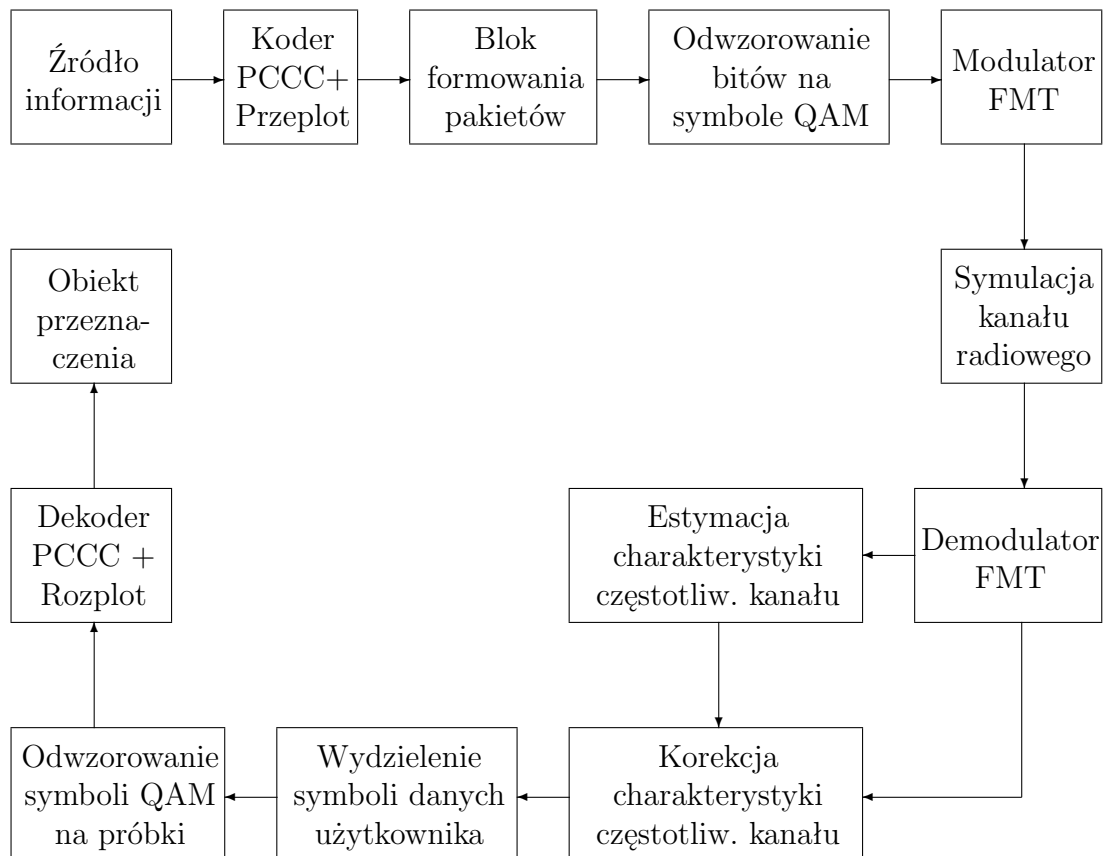 Źródło
informacji
Koder
PCCC+
Przeplot
Blok
formowania
pakietów
Odwzorowanie
bitów na
symbole QAM
Modulator
FMT
Symulacja
kanału
radiowego
Demodulator
FMT
Estymacja
charakterystyki
częstotliw. kanału
Korekcja
charakterystyki
częstotliw. kanału
Wydzielenie
symboli danych
użytkownika
Odwzorowanie
symboli QAM
na próbki
Dekoder
PCCC +
Rozplot
Obiekt
przezna-
czenia